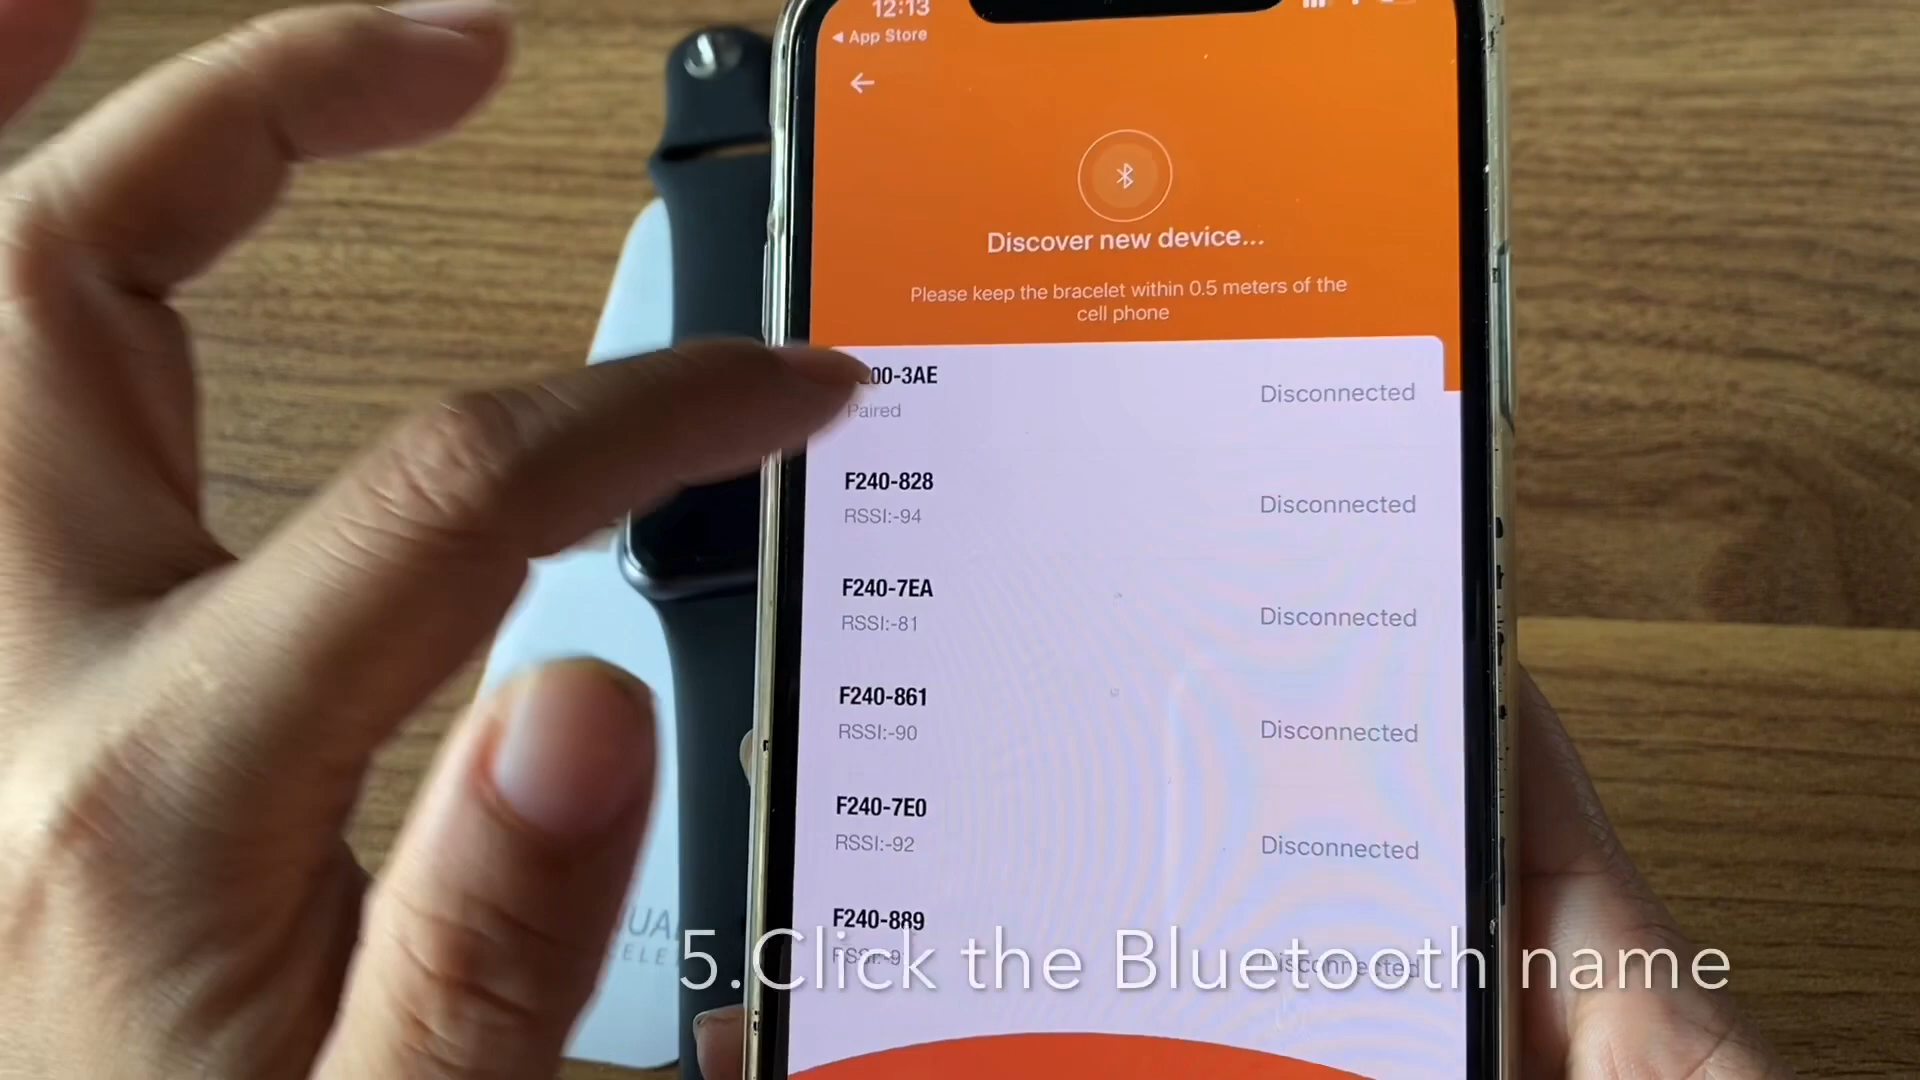 12:13
App Store
Discover new device...
Please keep the bracelet within 0.5 meters of the
cell phone
00-3AE
Disconnected
Paired
F240-828
Disconnected
RSSI:-94
F240-7EA
Disconnected
RSSI:-81
F240-861
Disconnected
RSSI:-90
F240-7E0
Disconnected
RSSI:-92
F240-889
Disconnected
5.Click the Bluetooth name